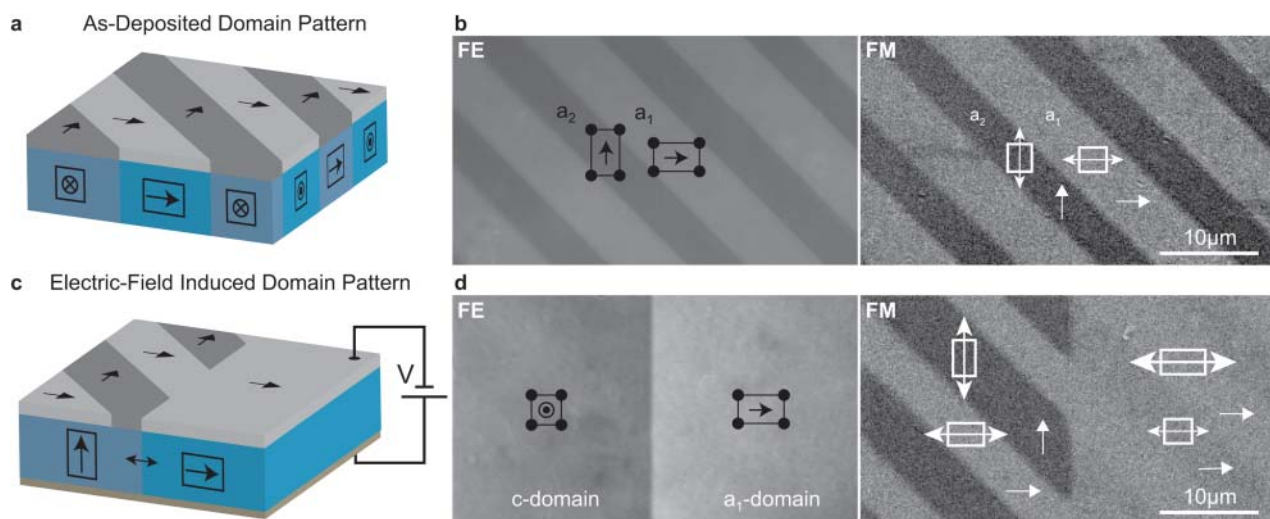 a As-Deposited Domain Pattern
b
FE
a₂ a₁
FM
a₂ a₁
10µm
c Electric-Field Induced Domain Pattern
V
d
FE
c-domain a₁-domain
FM
10µm